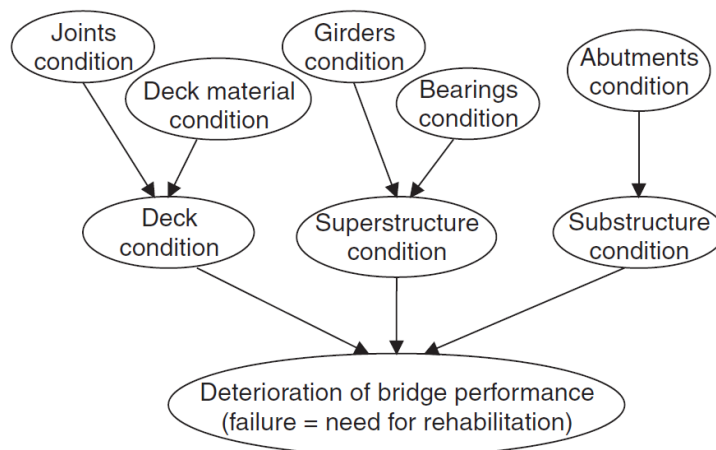 Joints
condition
Deck material
condition
Girders
condition
Bearings
condition
Abutments
condition
Deck
condition
Superstructure
condition
Substructure
condition
Deterioration of bridge performance
(failure = need for rehabilitation)